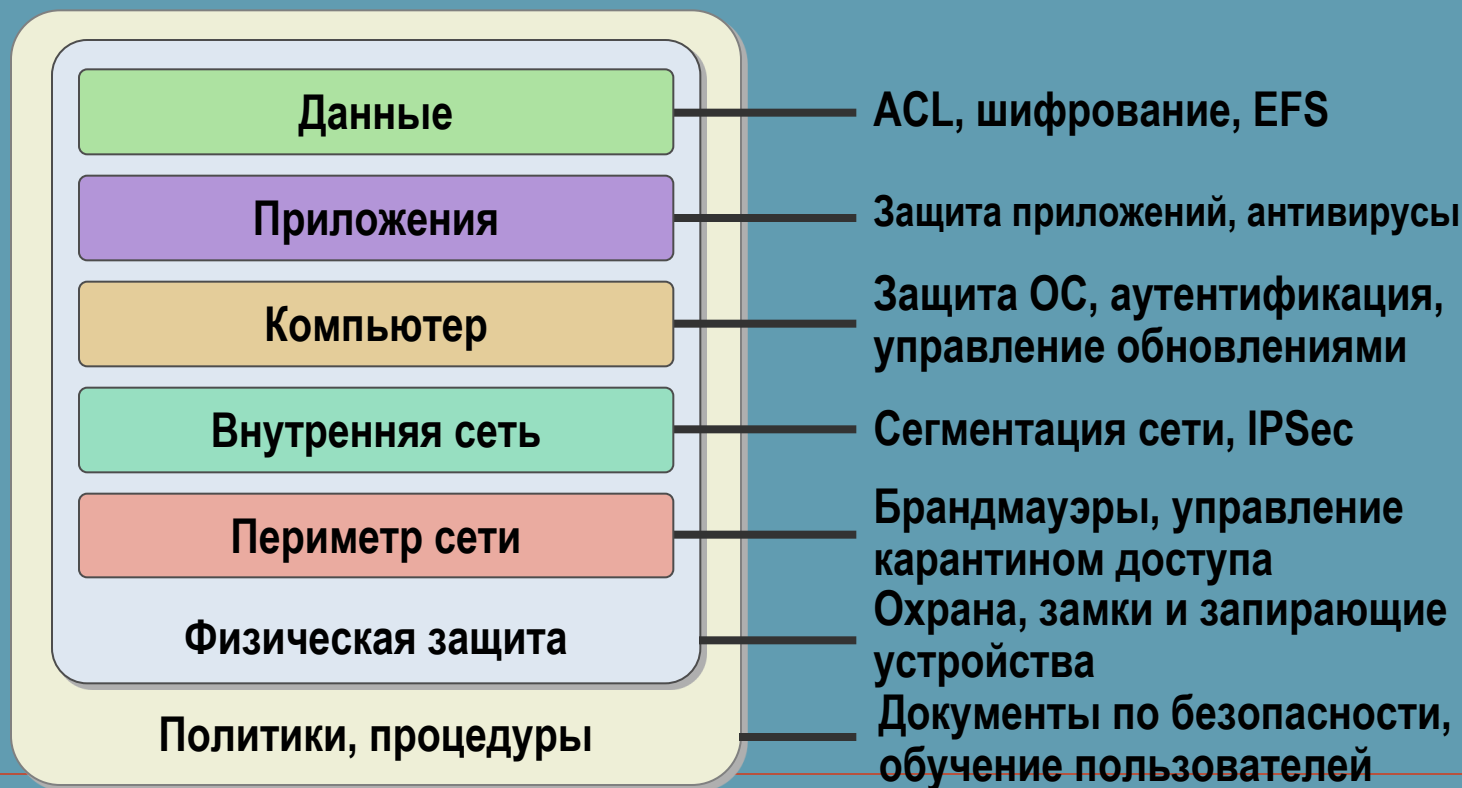 Данные
ACL, шифрование, EFS
Приложения
Защита приложений, антивирусы
Компьютер
Защита ОС, аутентификация,
управление обновлениями
Внутренняя сеть
Сегментация сети, IPSec
Периметр сети
Брандмауэры, управление
карантином доступа
Физическая защита
Охрана, замки и запирающие
устройства
Политики, процедуры
Документы по безопасности,
обучение пользователей